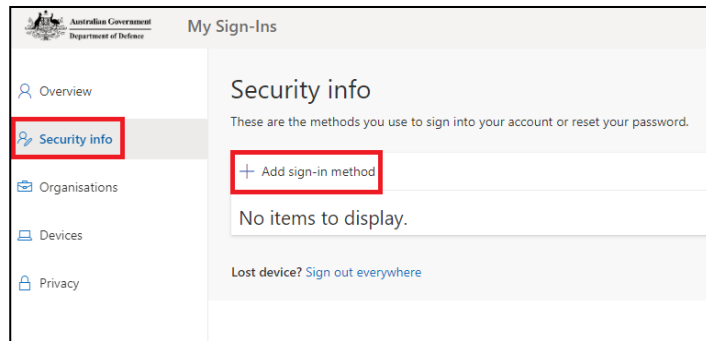 Australian Government
Department of Defence
My Sign-Ins
Overview
Security info
Organisations
Devices
Privacy
Security info
These are the methods you use to sign into your account or reset your password.
+ Add sign-in method
No items to display.
Lost device? Sign out everywhere